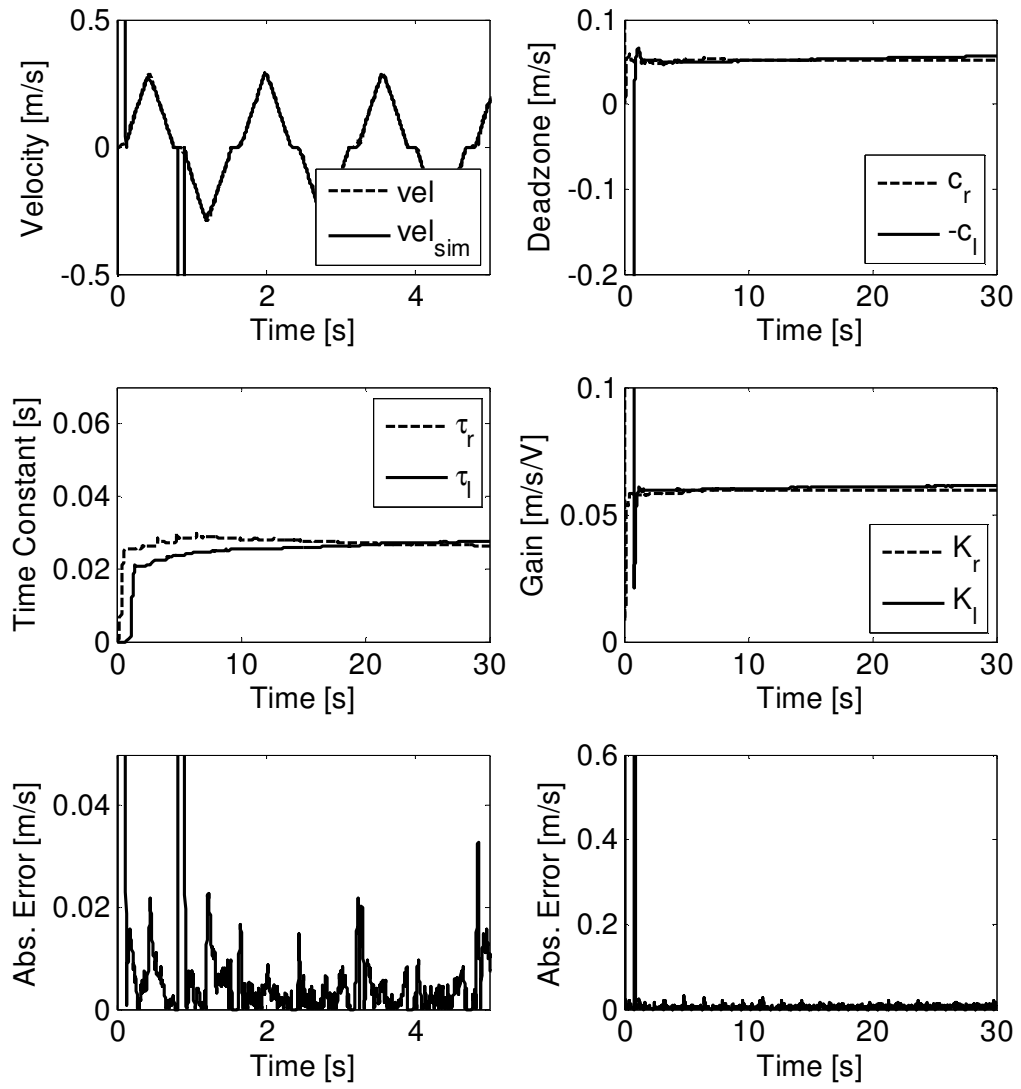 Velocity [m/s]
0.5
0
-0.5
0
2
4
Time [s]
vel
vel_sim
Deadzone [m/s]
0.1
0
-0.1
-0.2
0
10
20
30
Time [s]
c_r
-c_l
Time Constant [s]
0.06
0.04
0.02
0
0
10
20
30
Time [s]
τ_r
τ_l
Gain [m/s/V]
0.1
0.05
0
0
10
20
30
Time [s]
K_r
K_l
Abs. Error [m/s]
0.04
0.02
0
0
2
4
Time [s]
Abs. Error [m/s]
0.6
0.4
0.2
0
0
10
20
30
Time [s]